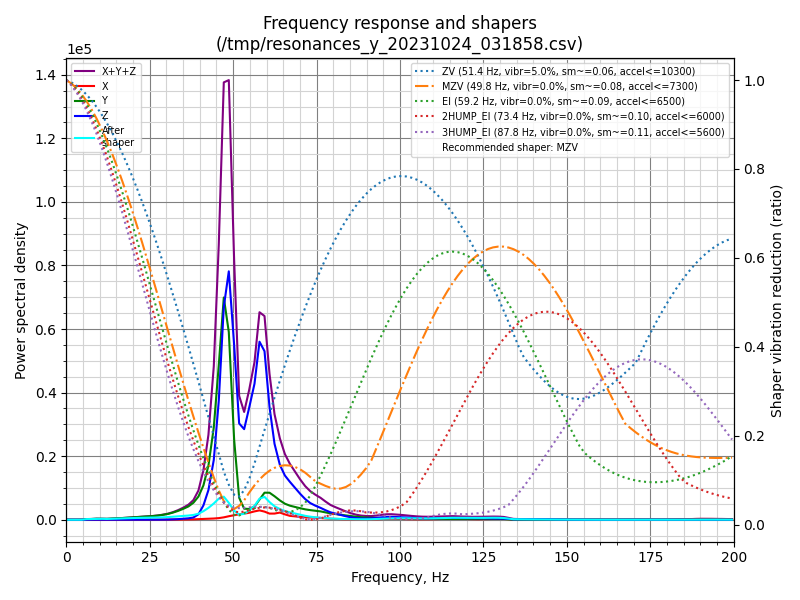 Frequency response and shapers
(/tmp/resonances_y_20231024_031858.csv)
1e5
X+Y+Z
X
Y
Z
After
shaper
ZV (51.4 Hz, vibr=5.0%, sm~=0.06, accel<=10300)
MZV (49.8 Hz, vibr=0.0%, sm~=0.08, accel<=7300)
EI (59.2 Hz, vibr=0.0%, sm~=0.09, accel<=6500)
2HUMP_EI (73.4 Hz, vibr=0.0%, sm~=0.10, accel<=6000)
3HUMP_EI (87.8 Hz, vibr=0.0%, sm~=0.11, accel<=5600)
Recommended shaper: MZV
Power spectral density
1.4
1.2
1.0
0.8
0.6
0.4
0.2
0.0
1.0
0.8
0.6
0.4
0.2
0.0
Shaper vibration reduction (ratio)
0 25 50 75 100 125 150 175 200
Frequency, Hz